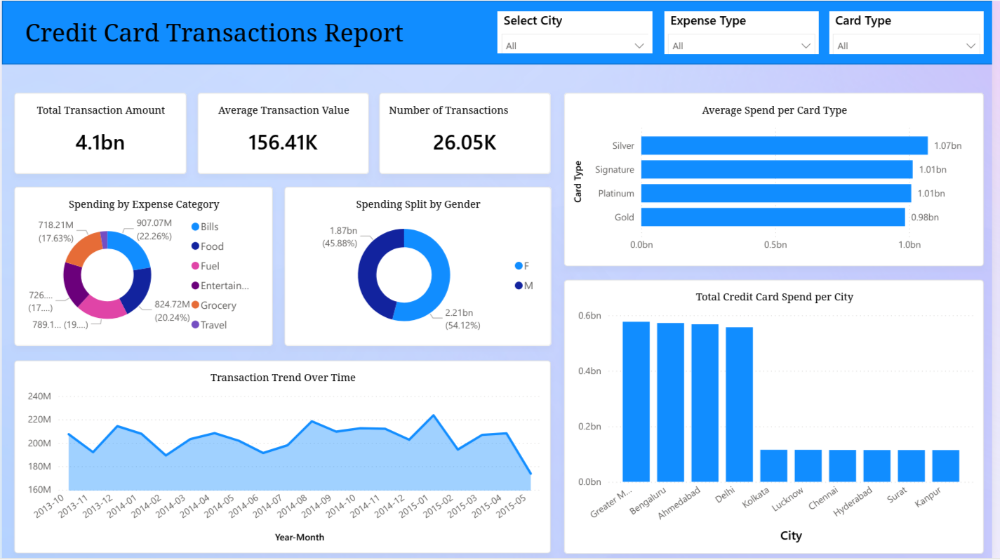 Credit Card Transactions Report
Select City
All
Expense Type
All
Card Type
All
Total Transaction Amount
4.1bn
Average Transaction Value
156.41K
Number of Transactions
26.05K
Average Spend per Card Type
Card Type
Silver
1.07bn
Signature
1.01bn
Platinum
1.01bn
Gold
0.98bn
0.0bn
0.5bn
1.0bn
Spending by Expense Category
907.07M
(22.26%)
824.72M
(20.24%)
789.1... (19....)
726....
(17....)
718.21M
(17.63%)
Bills
Food
Fuel
Entertain...
Grocery
Travel
Spending Split by Gender
1.87bn
(45.88%)
2.21bn
(54.12%)
F
M
Total Credit Card Spend per City
0.6bn
0.4bn
0.2bn
0.0bn
Greater M...
Bengaluru
Ahmedabad
Delhi
Kolkata
Lucknow
Chennai
Hyderabad
Surat
Kanpur
City
Transaction Trend Over Time
240M
220M
200M
180M
160M
2013-10
2013-11
2013-12
2014-01
2014-02
2014-03
2014-04
2014-05
2014-06
2014-07
2014-08
2014-09
2014-10
2014-11
2014-12
2015-01
2015-02
2015-03
2015-04
2015-05
Year-Month